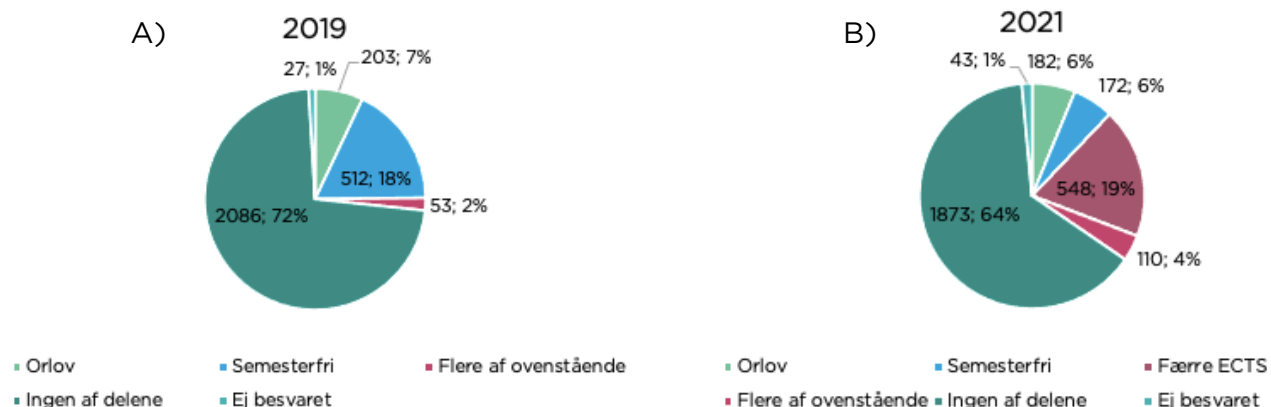 A)
2019
27; 1%
203; 7%
512; 18%
53; 2%
2086; 72%
Orlov
Semesterfri
Flere af ovenstående
Ingen af delene
Ej besvaret
B)
2021
43; 1%
182; 6%
172; 6%
548; 19%
1873; 64%
110; 4%
Orlov
Semesterfri
Færre ECTS
Flere af ovenstående
Ingen af delene
Ej besvaret